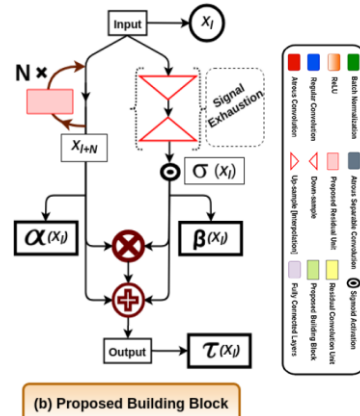 Input
x_l
N ×
x_{l+N}
Signal
Exhaustion
σ (x_l)
α(x_l)
β(x_l)
Output
τ(x_l)
(b) Proposed Building Block
Atrous Convolution
Regular Convolution
ReLU
Batch Normalization
Up-sample [Interpolation]
Down-sample
Proposed Residual Unit
Atrous Separable Convolution
Fully Connected Layers
Proposed Building Block
Residual Convolution Unit
Sigmoid Activation